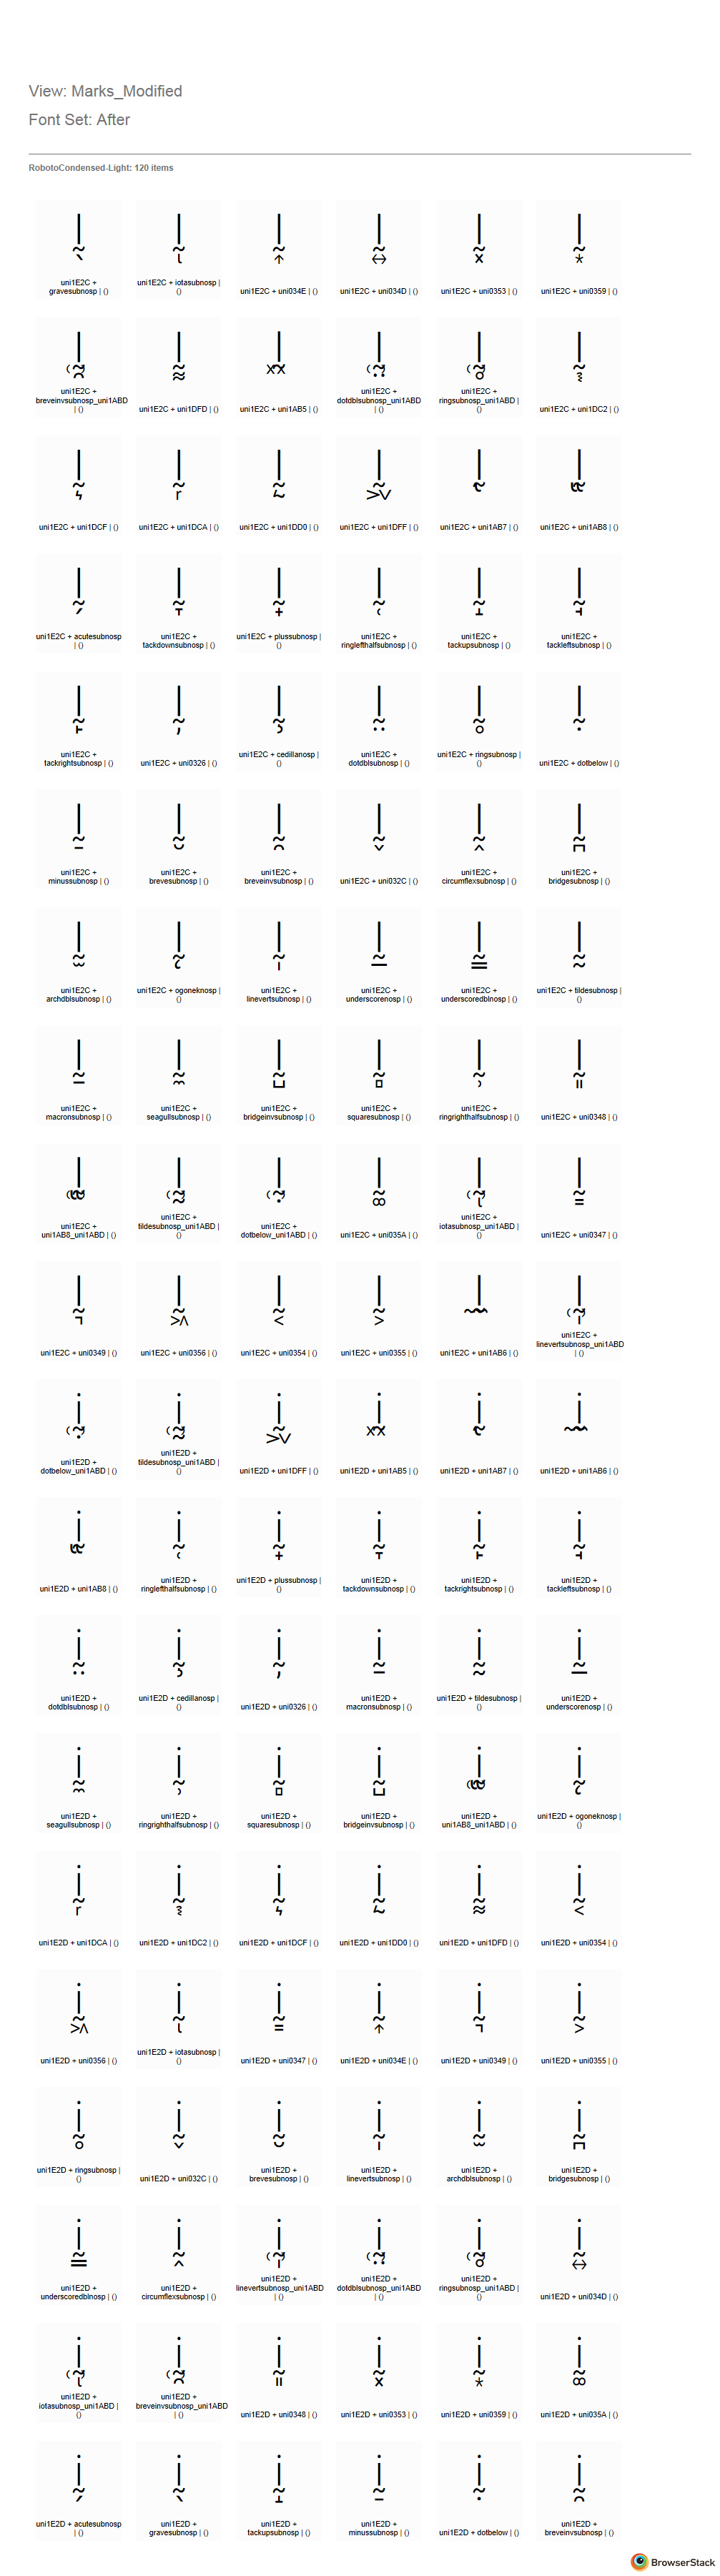 View: Marks_Modified
Font Set: After
RobotoCondensed-Light: 120 items
uni1E2C +
gravesubnosp | ()
uni1E2C + iotasubnosp |
()
uni1E2C + uni034E | ()
uni1E2C + uni034D | ()
uni1E2C + uni0353 | ()
uni1E2C + uni0359 | ()
uni1E2C +
breveinvsubnosp_uni1ABD
| ()
uni1E2C + uni1DFD | ()
uni1E2C + uni1AB5 | ()
uni1E2C +
dotdblsubnosp_uni1ABD
| ()
uni1E2C +
ringsubnosp_uni1ABD |
()
uni1E2C + uni1DC2 | ()
uni1E2C + uni1DCF | ()
uni1E2C + uni1DCA | ()
uni1E2C + uni1DD0 | ()
uni1E2C + uni1DFF | ()
uni1E2C + uni1AB7 | ()
uni1E2C + uni1AB8 | ()
uni1E2C + acutesubnosp
| ()
uni1E2C +
tackdownsubnosp | ()
uni1E2C + plussubnosp |
()
uni1E2C +
ringlefthalfsubnosp | ()
uni1E2C +
tackupsubnosp | ()
uni1E2C +
tackleftsubnosp | ()
uni1E2C +
tackrightsubnosp | ()
uni1E2C + uni0326 | ()
uni1E2C + cedillanosp |
()
uni1E2C +
dotdblsubnosp | ()
uni1E2C + ringsubnosp |
()
uni1E2C + dotbelow | ()
uni1E2C +
minussubnosp | ()
uni1E2C +
brevesubnosp | ()
uni1E2C +
breveinvsubnosp | ()
uni1E2C + uni032C | ()
uni1E2C +
circumflexsubnosp | ()
uni1E2C +
bridgesubnosp | ()
uni1E2C +
archdblsubnosp | ()
uni1E2C + ogoneknosp |
()
uni1E2C +
linevertsubnosp | ()
uni1E2C +
underscorenosp | ()
uni1E2C +
underscoredblnosp | ()
uni1E2C + tildesubnosp |
()
uni1E2C +
macronsubnosp | ()
uni1E2C +
seagullsubnosp | ()
uni1E2C +
bridgeinvsubnosp | ()
uni1E2C +
squaresubnosp | ()
uni1E2C +
ringrighthalfsubnosp | ()
uni1E2C + uni0348 | ()
uni1E2C +
uni1AB8_uni1ABD | ()
uni1E2C +
tildesubnosp_uni1ABD |
()
uni1E2C +
dotbelow_uni1ABD | ()
uni1E2C + uni035A | ()
uni1E2C +
iotasubnosp_uni1ABD |
()
uni1E2C + uni0347 | ()
uni1E2C + uni0349 | ()
uni1E2C + uni0356 | ()
uni1E2C + uni0354 | ()
uni1E2C + uni0355 | ()
uni1E2C + uni1AB6 | ()
uni1E2C +
linevertsubnosp_uni1ABD
| ()
uni1E2D +
dotbelow_uni1ABD | ()
uni1E2D +
tildesubnosp_uni1ABD |
()
uni1E2D + uni1DFF | ()
uni1E2D + uni1AB5 | ()
uni1E2D + uni1AB7 | ()
uni1E2D + uni1AB6 | ()
uni1E2D + uni1AB8 | ()
uni1E2D +
ringlefthalfsubnosp | ()
uni1E2D + plussubnosp |
()
uni1E2D +
tackdownsubnosp | ()
uni1E2D +
tackrightsubnosp | ()
uni1E2D +
tackleftsubnosp | ()
uni1E2D +
dotdblsubnosp | ()
uni1E2D + cedillanosp |
()
uni1E2D + uni0326 | ()
uni1E2D +
macronsubnosp | ()
uni1E2D + tildesubnosp |
()
uni1E2D +
underscorenosp | ()
uni1E2D +
seagullsubnosp | ()
uni1E2D +
ringrighthalfsubnosp | ()
uni1E2D +
squaresubnosp | ()
uni1E2D +
bridgeinvsubnosp | ()
uni1E2D +
uni1AB8_uni1ABD | ()
uni1E2D + ogoneknosp |
()
uni1E2D + uni1DCA | ()
uni1E2D + uni1DC2 | ()
uni1E2D + uni1DCF | ()
uni1E2D + uni1DD0 | ()
uni1E2D + uni1DFD | ()
uni1E2D + uni0354 | ()
uni1E2D + uni0356 | ()
uni1E2D + iotasubnosp |
()
uni1E2D + uni0347 | ()
uni1E2D + uni034E | ()
uni1E2D + uni0349 | ()
uni1E2D + uni0355 | ()
uni1E2D + ringsubnosp |
()
uni1E2D + uni032C | ()
uni1E2D +
brevesubnosp | ()
uni1E2D +
linevertsubnosp | ()
uni1E2D +
archdblsubnosp | ()
uni1E2D +
bridgesubnosp | ()
uni1E2D +
underscoredblnosp | ()
uni1E2D +
circumflexsubnosp | ()
uni1E2D +
linevertsubnosp_uni1ABD
| ()
uni1E2D +
dotdblsubnosp_uni1ABD
| ()
uni1E2D +
ringsubnosp_uni1ABD |
()
uni1E2D + uni034D | ()
uni1E2D +
iotasubnosp_uni1ABD |
()
uni1E2D +
breveinvsubnosp_uni1ABD
| ()
uni1E2D + uni0348 | ()
uni1E2D + uni0353 | ()
uni1E2D + uni0359 | ()
uni1E2D + uni035A | ()
uni1E2D + acutesubnosp
| ()
uni1E2D +
gravesubnosp | ()
uni1E2D +
tackupsubnosp | ()
uni1E2D +
minussubnosp | ()
uni1E2D + dotbelow | ()
uni1E2D +
breveinvsubnosp | ()
BrowserStack